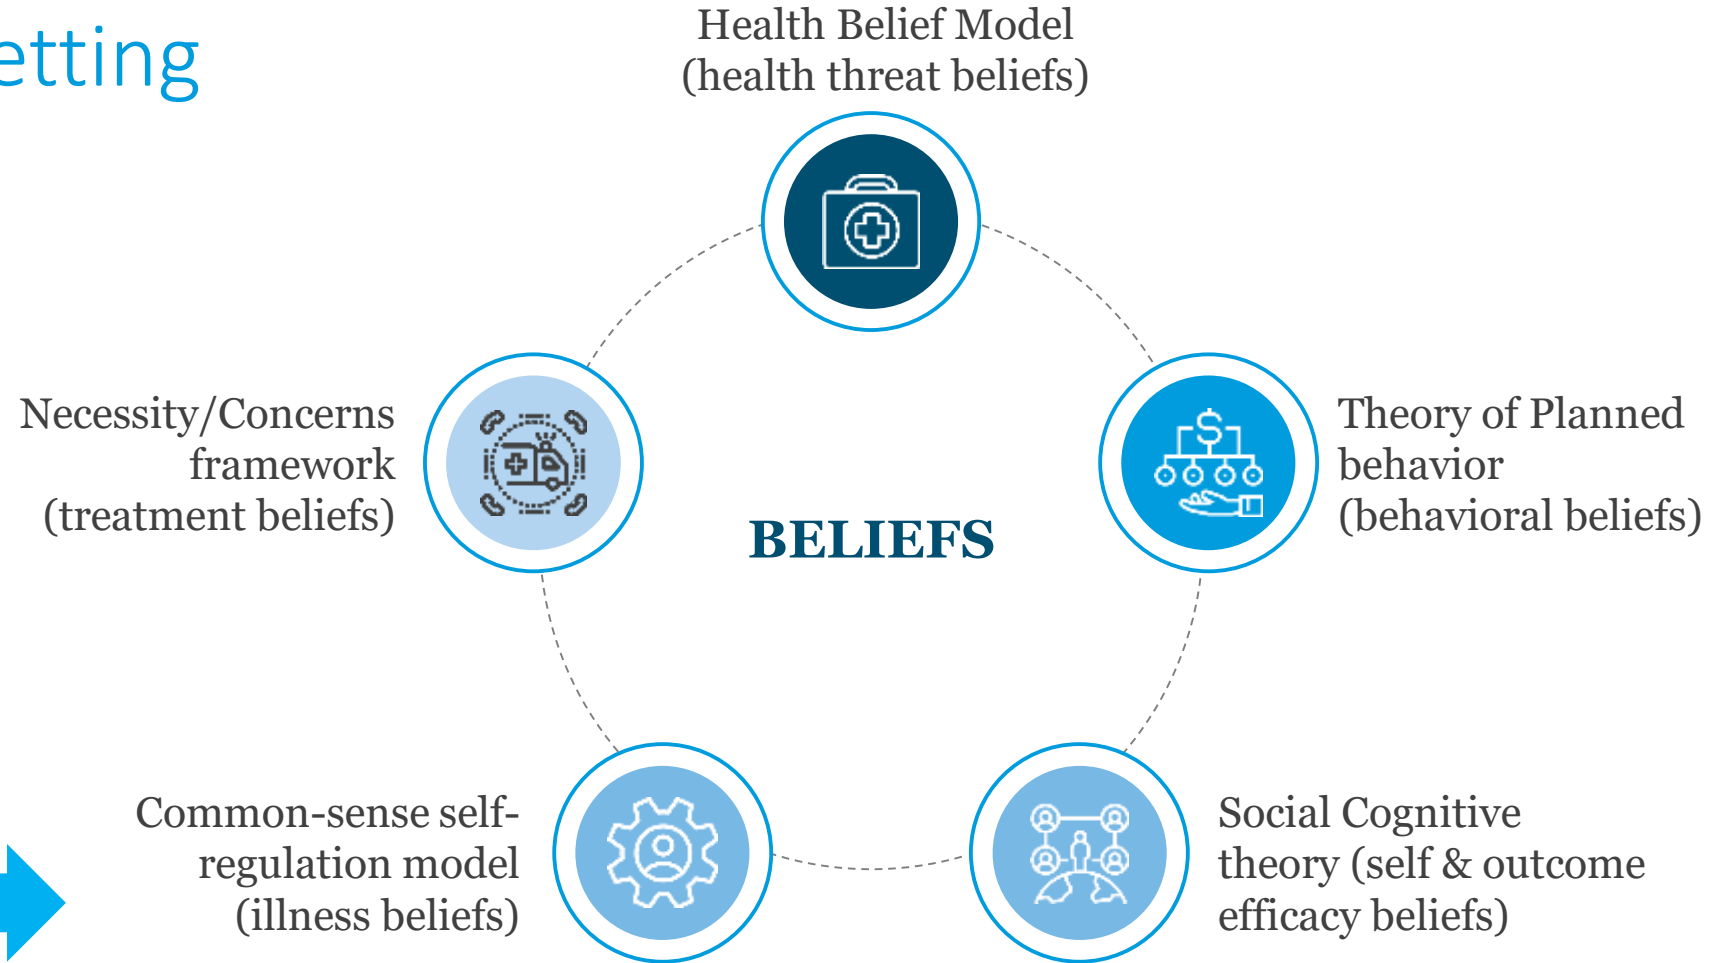 etting
Health Belief Model
(health threat beliefs)
Necessity/Concerns
framework
(treatment beliefs)
Theory of Planned
behavior
(behavioral beliefs)
BELIEFS
Common-sense self-
regulation model
(illness beliefs)
Social Cognitive
theory (self & outcome
efficacy beliefs)